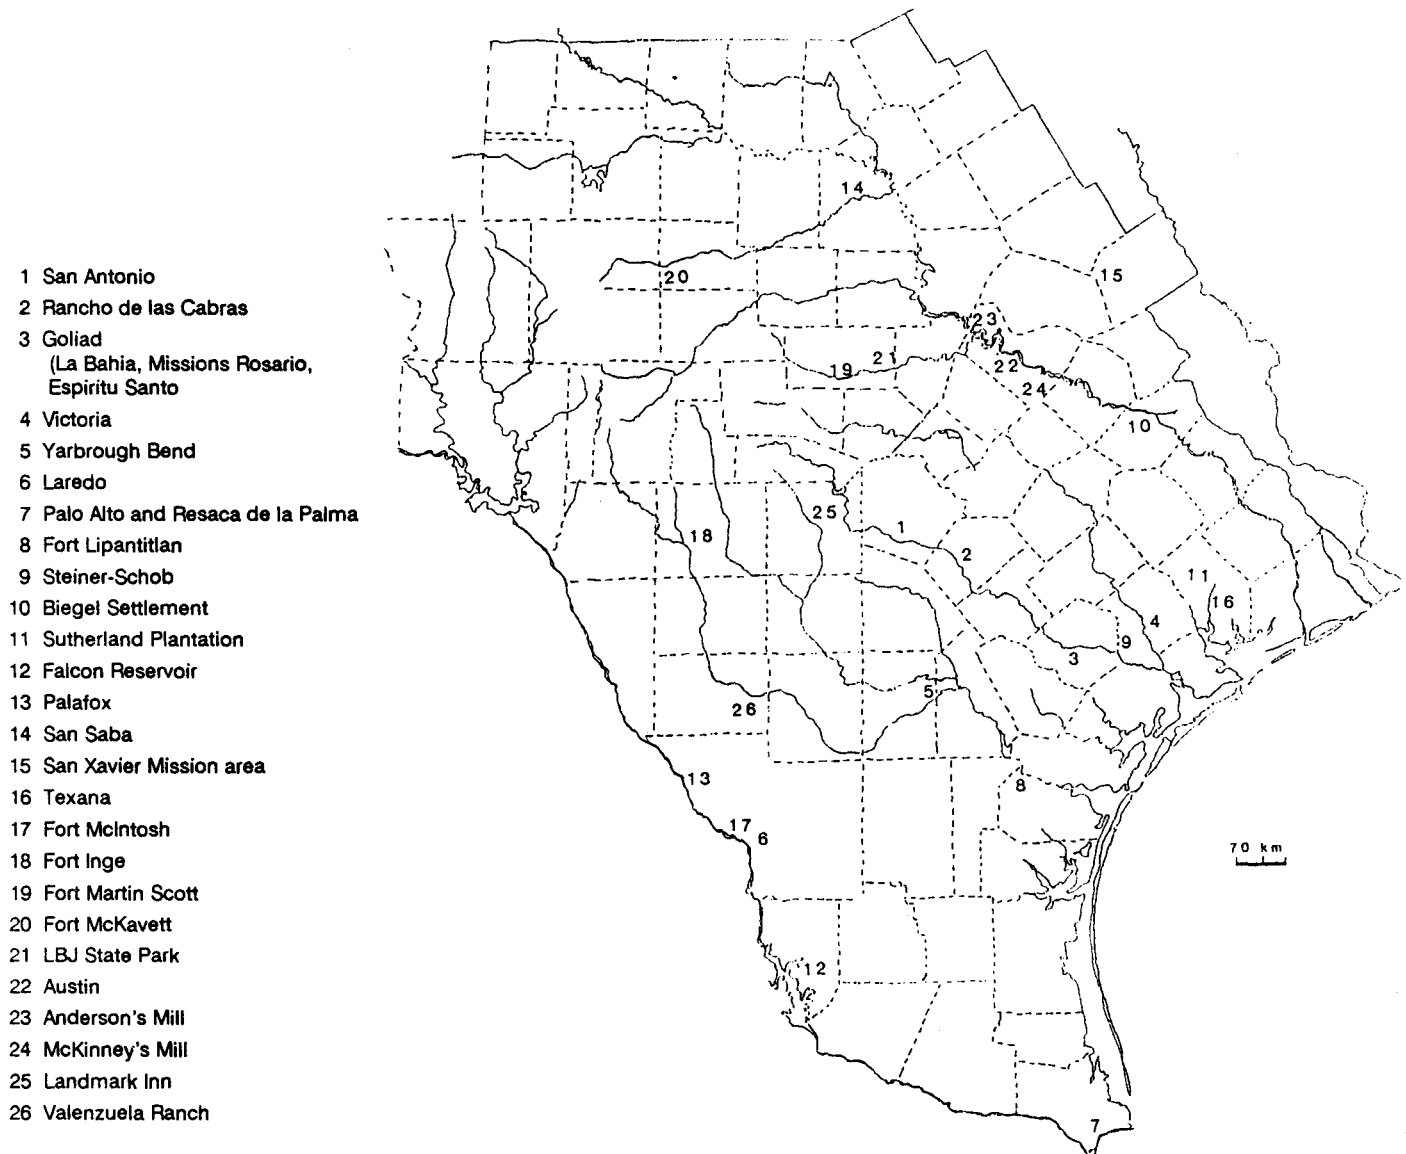 1 San Antonio
2 Rancho de las Cabras
3 Goliad
(La Bahia, Missions Rosario,
Espiritu Santo
4 Victoria
5 Yarbrough Bend
6 Laredo
7 Palo Alto and Resaca de la Palma
8 Fort Lipantitlan
9 Steiner-Schob
10 Biegel Settlement
11 Sutherland Plantation
12 Falcon Reservoir
13 Palafox
14 San Saba
15 San Xavier Mission area
16 Texana
17 Fort McIntosh
18 Fort Inge
19 Fort Martin Scott
20 Fort McKavett
21 LBJ State Park
22 Austin
23 Anderson's Mill
24 McKinney's Mill
25 Landmark Inn
26 Valenzuela Ranch
14
15
20
23
21
19
22
24
10
25
1
18
2
11
16
4
9
3
5
26
13
8
17
6
70 km
12
7